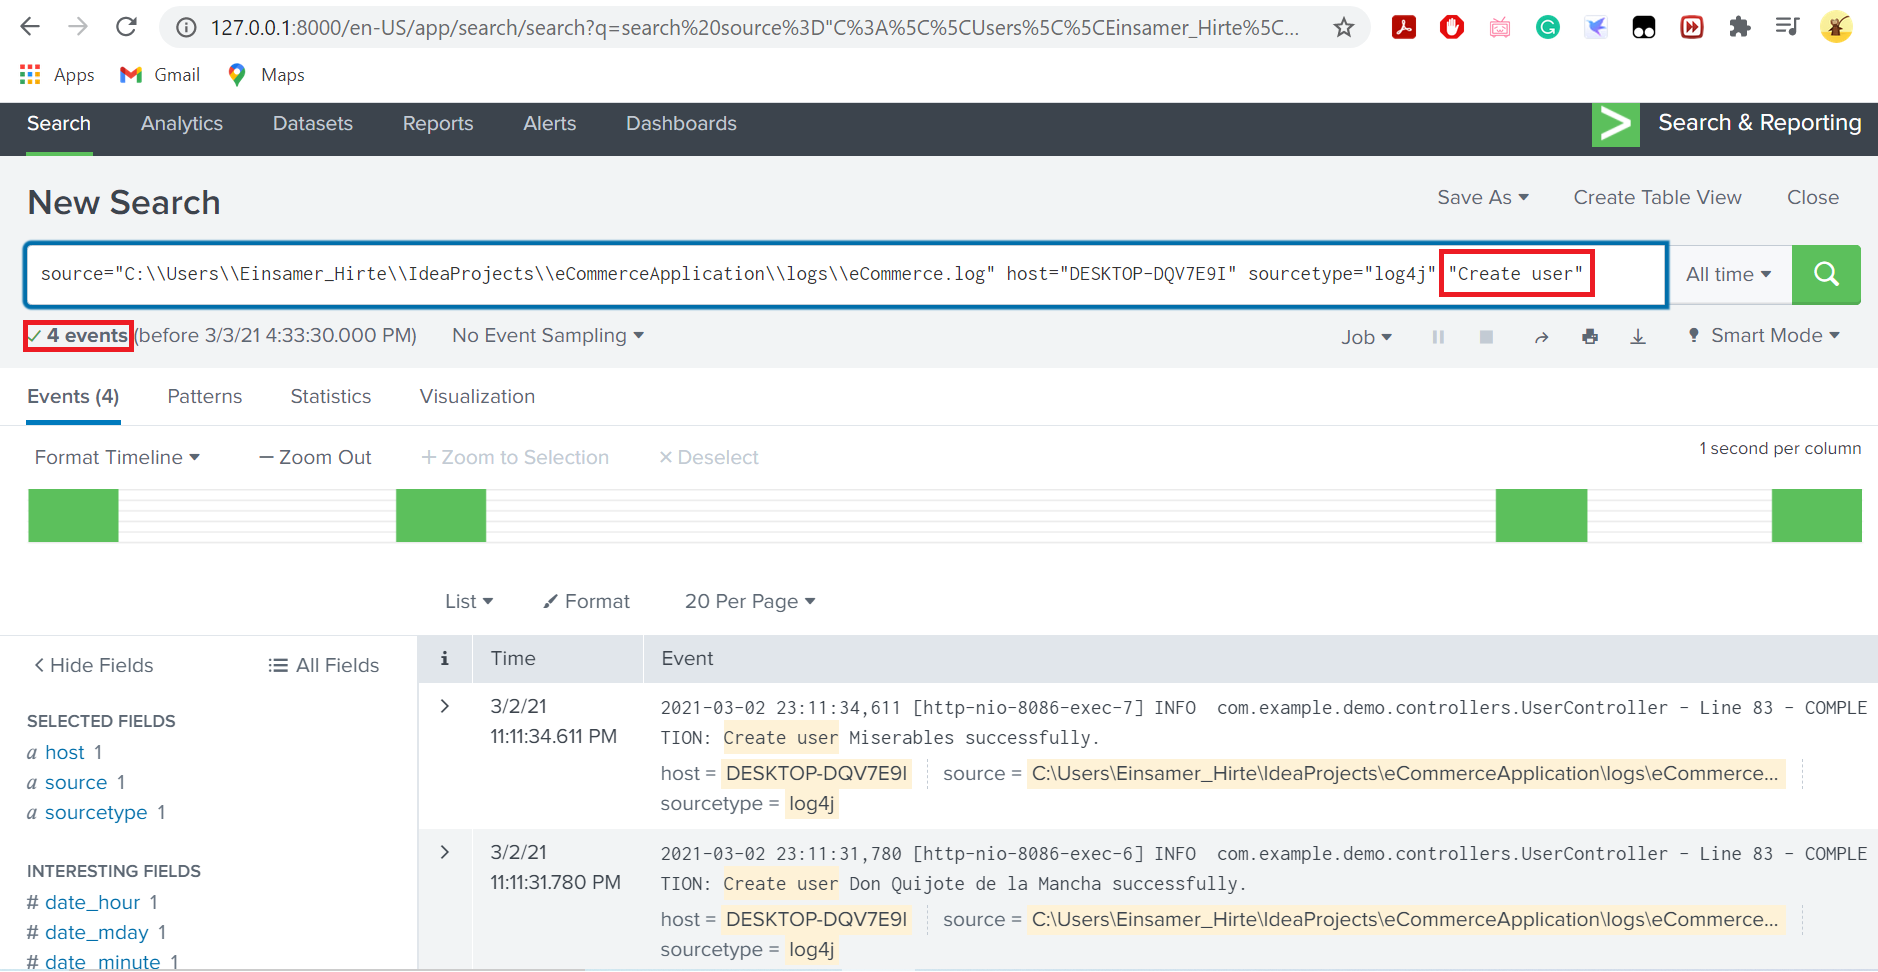 127.0.0.1:8000/en-US/app/search/search?q=search%20source%3D"C%3A%5C%5CUsers%5C%5CEinsamer_Hirte%5C...
Apps Gmail Maps
Search Analytics Datasets Reports Alerts Dashboards Search & Reporting
New Search
Save As Create Table View Close
source="C:\\Users\\Einsamer_Hirte\\IdeaProjects\\eCommerceApplication\\logs\\eCommerce.log" host="DESKTOP-DQV7E9I" sourcetype="log4j" "Create user"
All time
4 events (before 3/3/21 4:33:30.000 PM) No Event Sampling
Job Smart Mode
Events (4) Patterns Statistics Visualization
Format Timeline — Zoom Out + Zoom to Selection × Deselect
1 second per column
List Format 20 Per Page
< Hide Fields All Fields
i Time Event
SELECTED FIELDS
a host 1
a source 1
a sourcetype 1
INTERESTING FIELDS
# date_hour 1
# date_mday 1
# date_minute 1
3/2/21
11:11:34.611 PM
2021-03-02 23:11:34,611 [http-nio-8086-exec-7] INFO com.example.demo.controllers.UserController - Line 83 - COMPLE
TION: Create user Miserables successfully.
host = DESKTOP-DQV7E9I source = C:\Users\Einsamer_Hirte\IdeaProjects\eCommerceApplication\logs\eCommerce...
sourcetype = log4j
3/2/21
11:11:31.780 PM
2021-03-02 23:11:31,780 [http-nio-8086-exec-6] INFO com.example.demo.controllers.UserController - Line 83 - COMPLE
TION: Create user Don Quijote de la Mancha successfully.
host = DESKTOP-DQV7E9I source = C:\Users\Einsamer_Hirte\IdeaProjects\eCommerceApplication\logs\eCommerce...
sourcetype = log4j